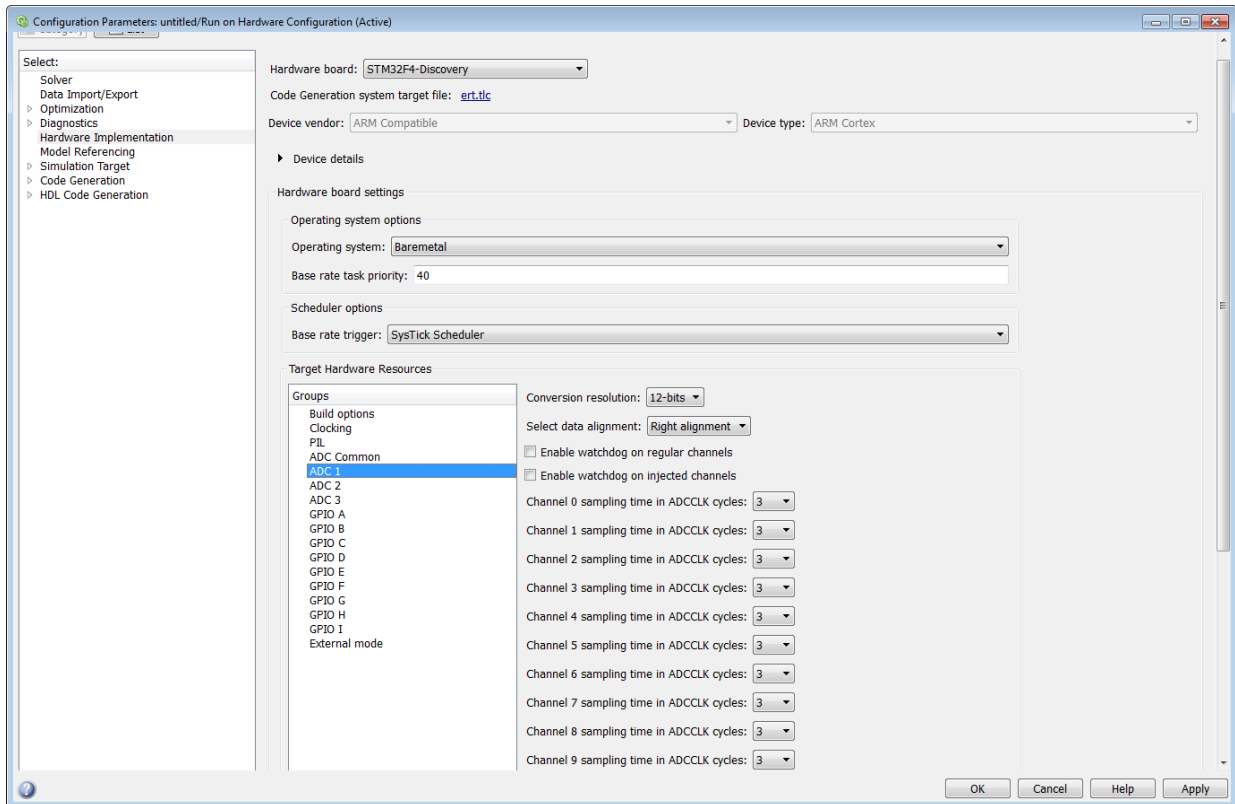 Configuration Parameters: untitled/Run on Hardware Configuration (Active)
Select:
Solver
Data Import/Export
Optimization
Diagnostics
Hardware Implementation
Model Referencing
Simulation Target
Code Generation
HDL Code Generation
Hardware board: STM32F4-Discovery
Code Generation system target file: ert.tlc
Device vendor: ARM Compatible Device type: ARM Cortex
Device details
Hardware board settings
Operating system options
Operating system: Baremetal
Base rate task priority: 40
Scheduler options
Base rate trigger: SysTick Scheduler
Target Hardware Resources
Groups
Build options
Clocking
PIL
ADC Common
ADC 1
ADC 2
ADC 3
GPIO A
GPIO B
GPIO C
GPIO D
GPIO E
GPIO F
GPIO G
GPIO H
GPIO I
External mode
Conversion resolution: 12-bits
Select data alignment: Right alignment
Enable watchdog on regular channels
Enable watchdog on injected channels
Channel 0 sampling time in ADCCLK cycles: 3
Channel 1 sampling time in ADCCLK cycles: 3
Channel 2 sampling time in ADCCLK cycles: 3
Channel 3 sampling time in ADCCLK cycles: 3
Channel 4 sampling time in ADCCLK cycles: 3
Channel 5 sampling time in ADCCLK cycles: 3
Channel 6 sampling time in ADCCLK cycles: 3
Channel 7 sampling time in ADCCLK cycles: 3
Channel 8 sampling time in ADCCLK cycles: 3
Channel 9 sampling time in ADCCLK cycles: 3
OK Cancel Help Apply